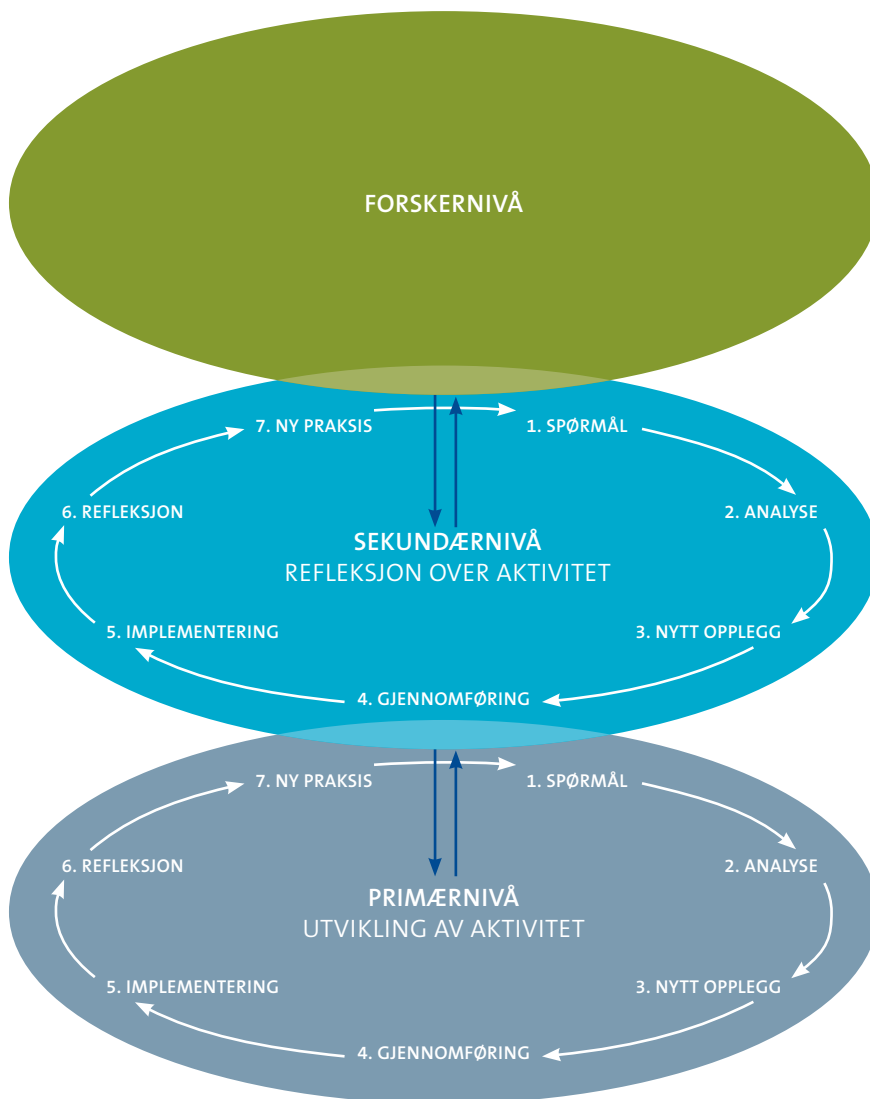 FORSKERNIVÅ
7. NY PRAKSIS
1. SPØRMÅL
6. REFLEKSJON
2. ANALYSE
SEKUNDÆRNIVÅ
REFLEKSJON OVER AKTIVITET
5. IMPLEMENTERING
3. NYTT OPPLEGG
4. GJENNOMFØRING
7. NY PRAKSIS
1. SPØRMÅL
6. REFLEKSJON
2. ANALYSE
PRIMÆRNIVÅ
UTVIKLING AV AKTIVITET
5. IMPLEMENTERING
3. NYTT OPPLEGG
4. GJENNOMFØRING